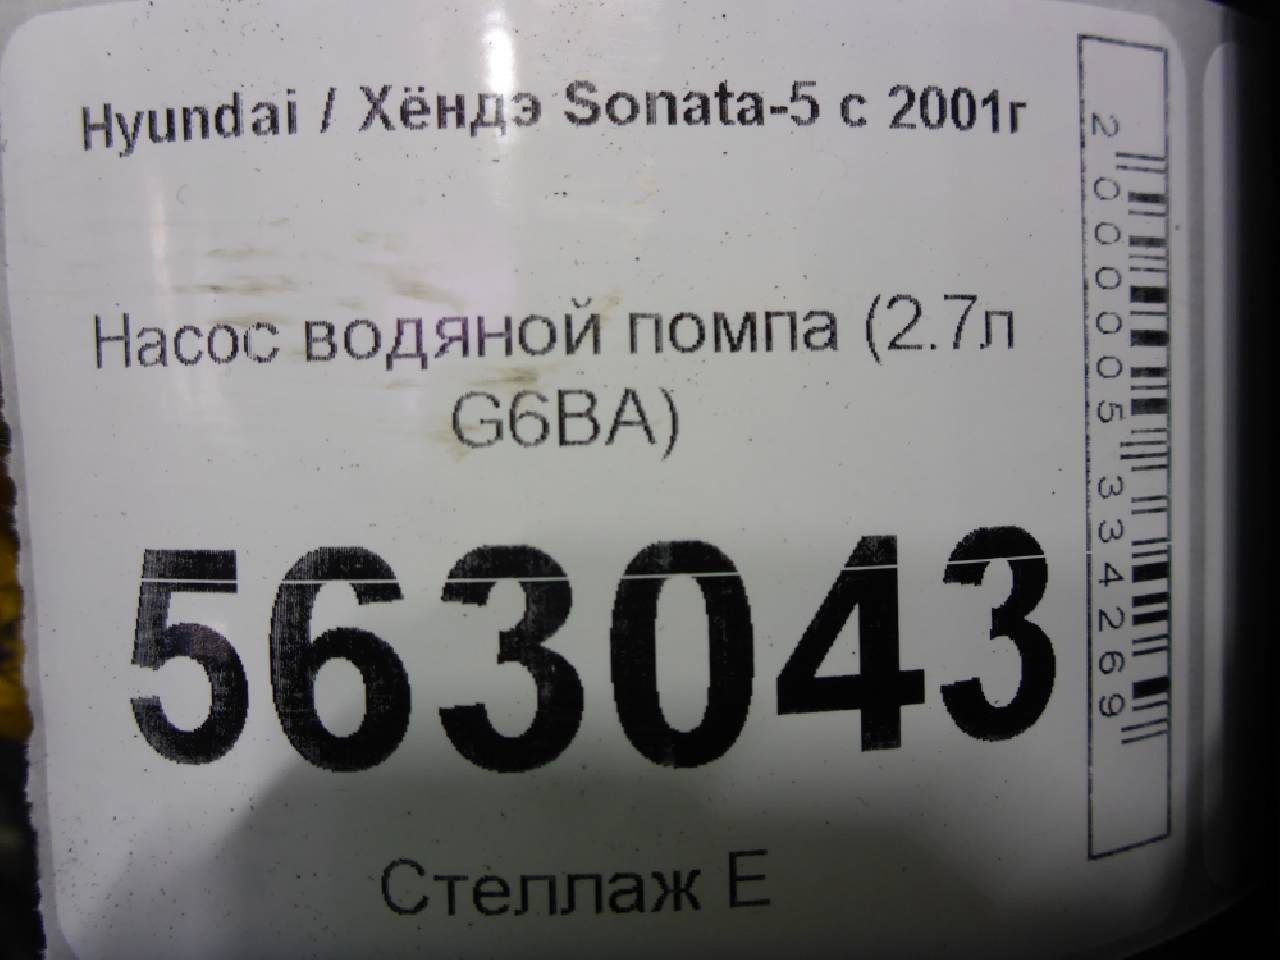 Hyundai / Хёндэ Sonata-5 с 2001г
Насос водяной помпа (2.7л
G6BA)
563043
Стеллаж Е
2000005334269